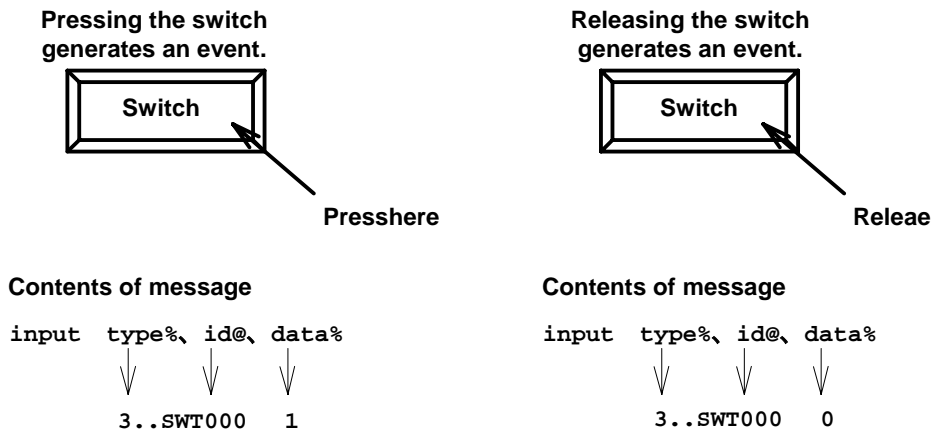 Pressing the switch
generates an event.
Switch
Presshere
Contents of message
input type%、id@、data%
3..SWT000 1
Releasing the switch
generates an event.
Switch
Releae
Contents of message
input type%、id@、data%
3..SWT000 0